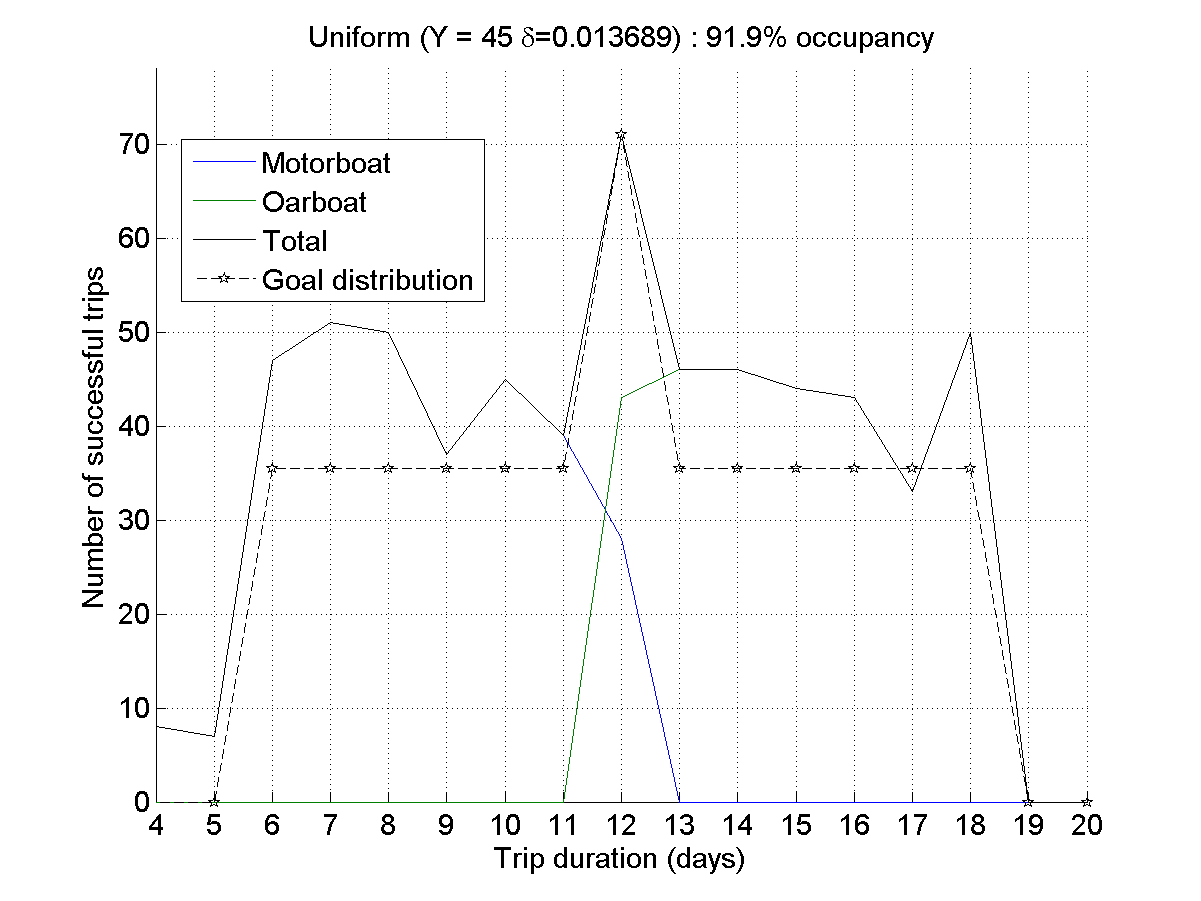 Uniform (Y = 45 δ=0.013689) : 91.9% occupancy
Motorboat
Oarboat
Total
Goal distribution
Number of successful trips
70
60
50
40
30
20
10
0
4 5 6 7 8 9 10 11 12 13 14 15 16 17 18 19 20
Trip duration (days)